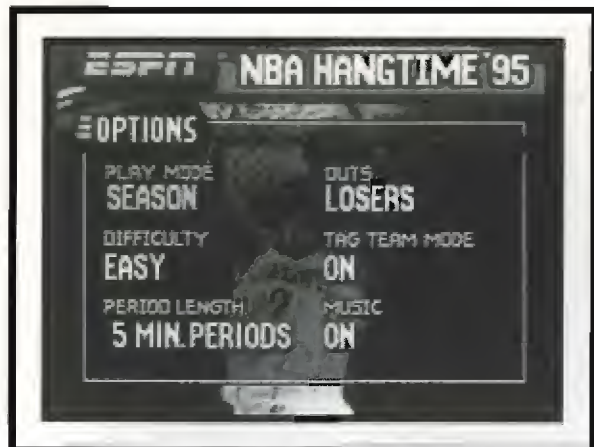 ESPN NBA HANGTIME '95
OPTIONS
PLAY MODE
SEASON
OUTS
LOSERS
DIFFICULTY
EASY
TAG TEAM MODE
ON
PERIOD LENGTH
5 MIN. PERIODS
MUSIC
ON